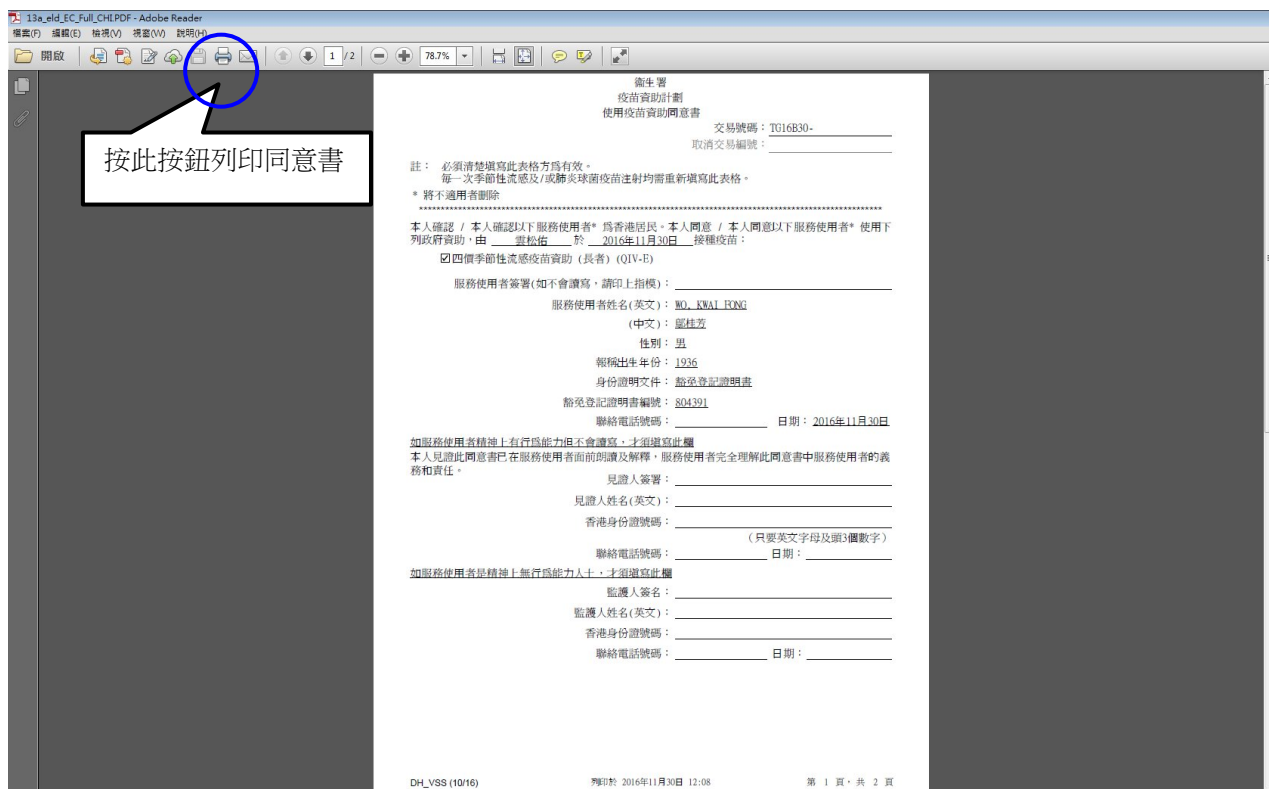 13a_eld_EC_Full_CHI.PDF - Adobe Reader
檔案(F) 編輯(E) 檢視(V) 視窗(W) 說明(H)
開啟 1 / 2 78.7%
按此按鈕列印同意書
衞生署
疫苗資助計劃
使用疫苗資助同意書
交易號碼：TG16B30-
取消交易編號：
註： 必須清楚填寫此表格方為有效。
每一次季節性流感及/或肺炎球菌疫苗注射均需重新填寫此表格。
* 將不適用者刪除
****************************************************************************************************
本人確認 / 本人確認以下服務使用者* 為香港居民。本人同意 / 本人同意以下服務使用者* 使用下
列政府資助，由 雲松佑 於 2016年11月30日 接種疫苗：
☑四價季節性流感疫苗資助 (長者) (QIV-E)
服務使用者簽署(如不會讀寫，請印上指模)：
服務使用者姓名(英文)： WO, KWAI FONG
(中文)： 鄔桂芳
性別： 男
報稱出生年份： 1936
身份證明文件： 豁免登記證明書
豁免登記證明書編號： 804391
聯絡電話號碼： 日期： 2016年11月30日
如服務使用者精神上有行為能力但不會讀寫，才須填寫此欄
本人見證此同意書已在服務使用者面前朗讀及解釋，服務使用者完全理解此同意書中服務使用者的義
務和責任。
見證人簽署：
見證人姓名(英文)：
香港身份證號碼：
(只要英文字母及頭3個數字)
聯絡電話號碼： 日期：
如服務使用者是精神上無行為能力人士，才須填寫此欄
監護人簽名：
監護人姓名(英文)：
香港身份證號碼：
聯絡電話號碼： 日期：
DH_VSS (10/16) 列印於 2016年11月30日 12:08 第 1 頁，共 2 頁